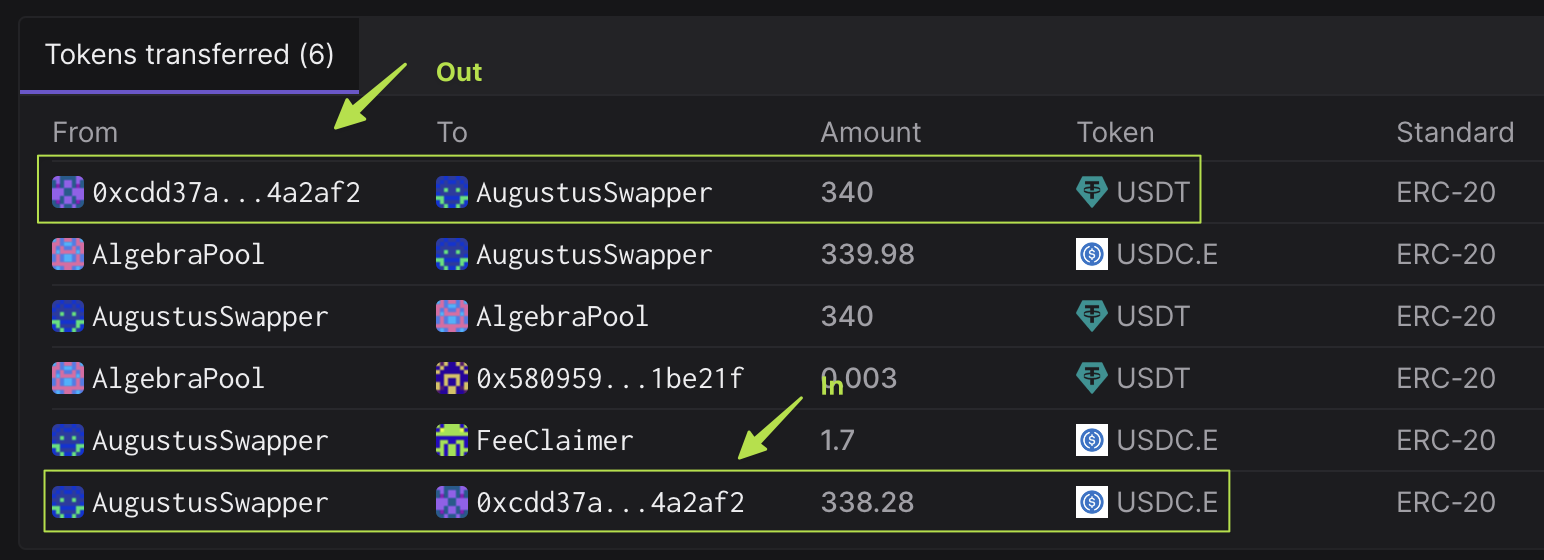 Tokens transferred (6)
Out
From To Amount Token Standard
0xcdd37a...4a2af2 AugustusSwapper 340 USDT ERC-20
AlgebraPool AugustusSwapper 339.98 USDC.E ERC-20
AugustusSwapper AlgebraPool 340 USDT ERC-20
AlgebraPool 0x580959...1be21f 0.003 USDT ERC-20
In
AugustusSwapper FeeClaimer 1.7 USDC.E ERC-20
AugustusSwapper 0xcdd37a...4a2af2 338.28 USDC.E ERC-20